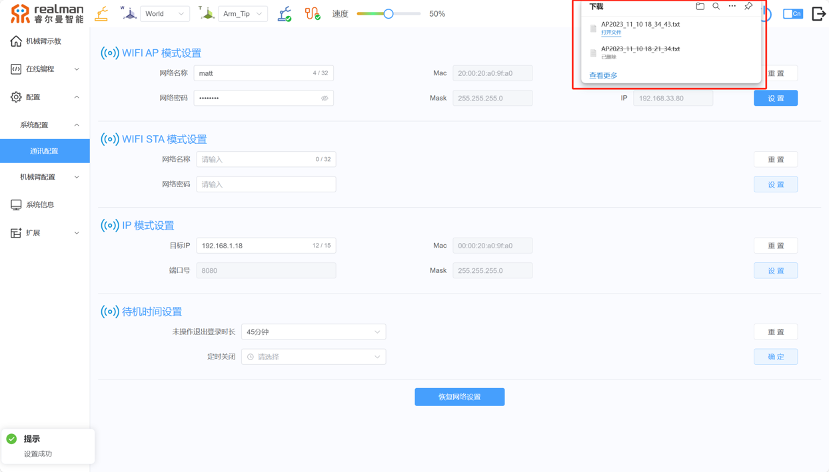 realman
睿尔曼智能
W
World
T
Arm_Tip
速度
50%
下载
AP2023_11_10 18_34_43.txt
打开文件
AP2023_11_10 18_21_34.txt
已删除
查看更多
机械臂示教
在线编程
配置
系统配置
通讯配置
机械臂配置
系统信息
扩展
WIFI AP 模式设置
网络名称 matt 4 / 32 Mac 20:00:20:a0:9f:a0 重 置
网络密码 •••••••• Mask 255.255.255.0 IP 192.168.33.80 设 置
WIFI STA 模式设置
网络名称 请输入 0 / 32 重 置
网络密码 请输入 设 置
IP 模式设置
目标IP 192.168.1.18 12 / 15 Mac 00:00:20:a0:9f:a0 重 置
端口号 8080 Mask 255.255.255.0 设 置
待机时间设置
未操作退出登录时长 45分钟 重 置
定时关闭 请选择 确 定
恢复网络设置
提示
设置成功